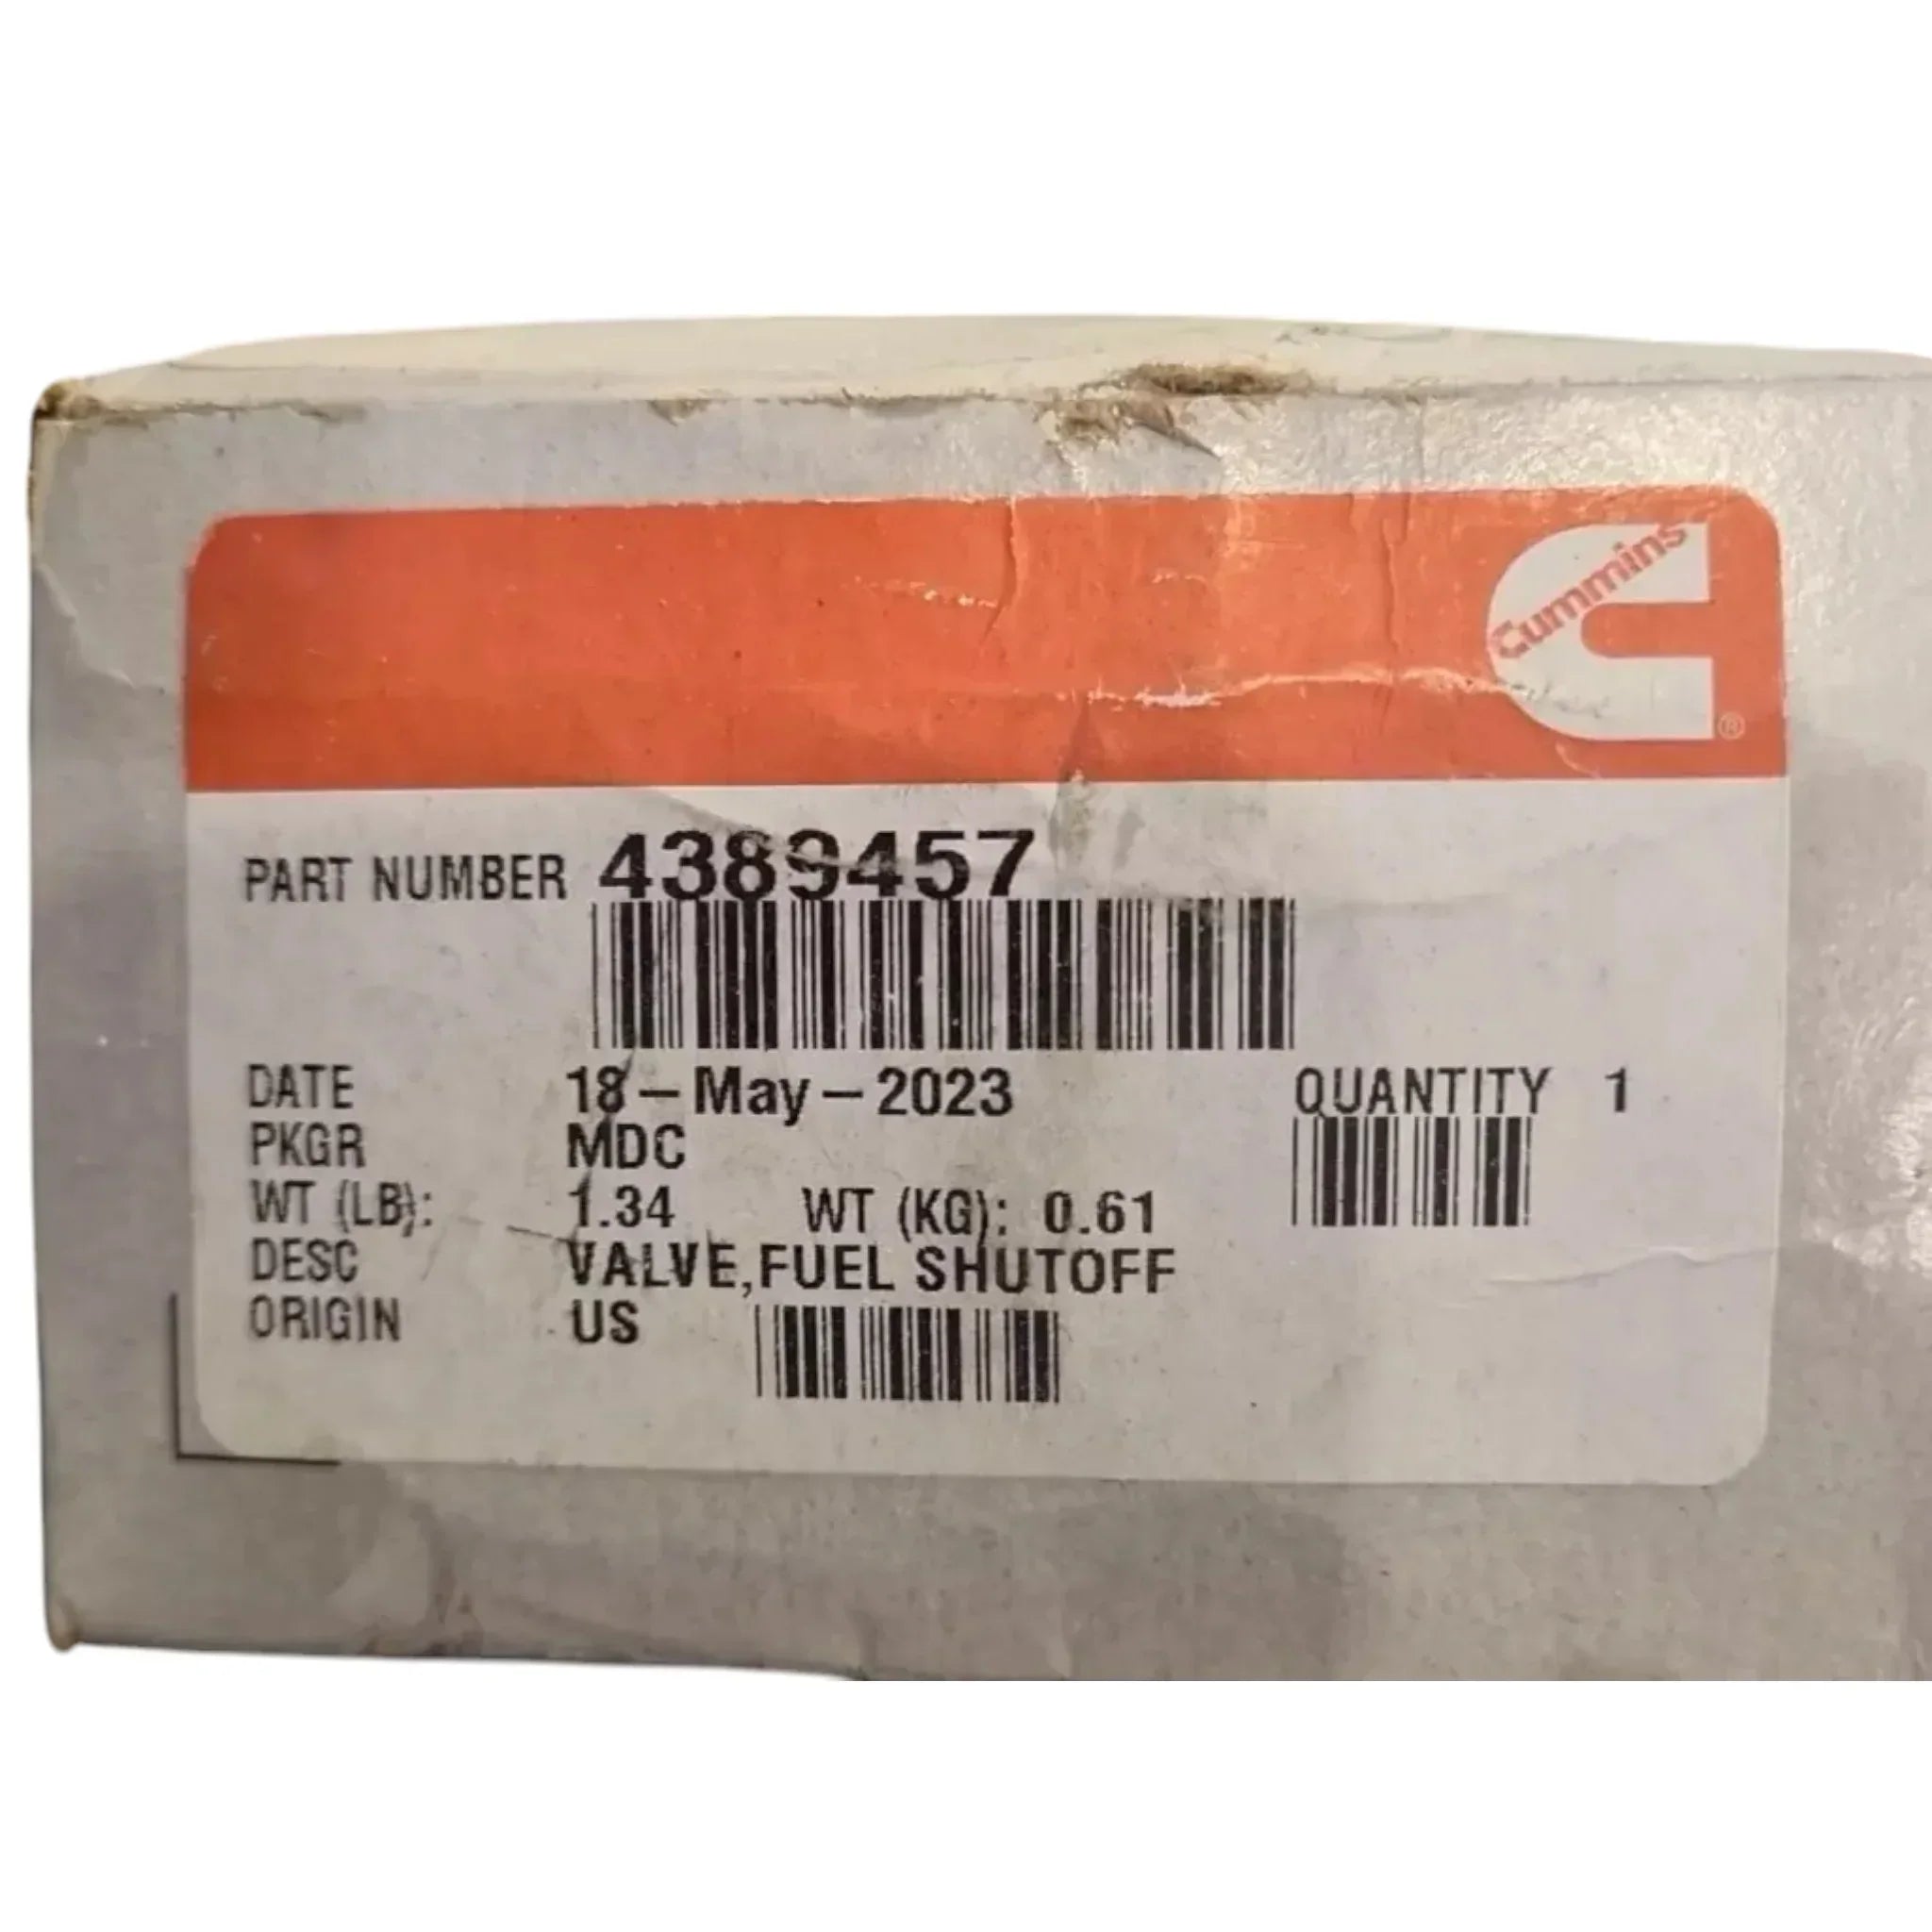 Cummins
®
PART NUMBER 4389457
DATE 18-May-2023 QUANTITY 1
PKGR MDC
WT (LB): 1.34 WT (KG): 0.61
DESC VALVE,FUEL SHUTOFF
ORIGIN US